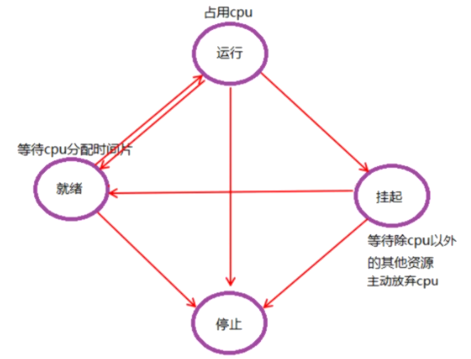 占用cpu
运行
等待cpu分配时间片
就绪
挂起
等待除cpu以外
的其他资源
主动放弃cpu
停止